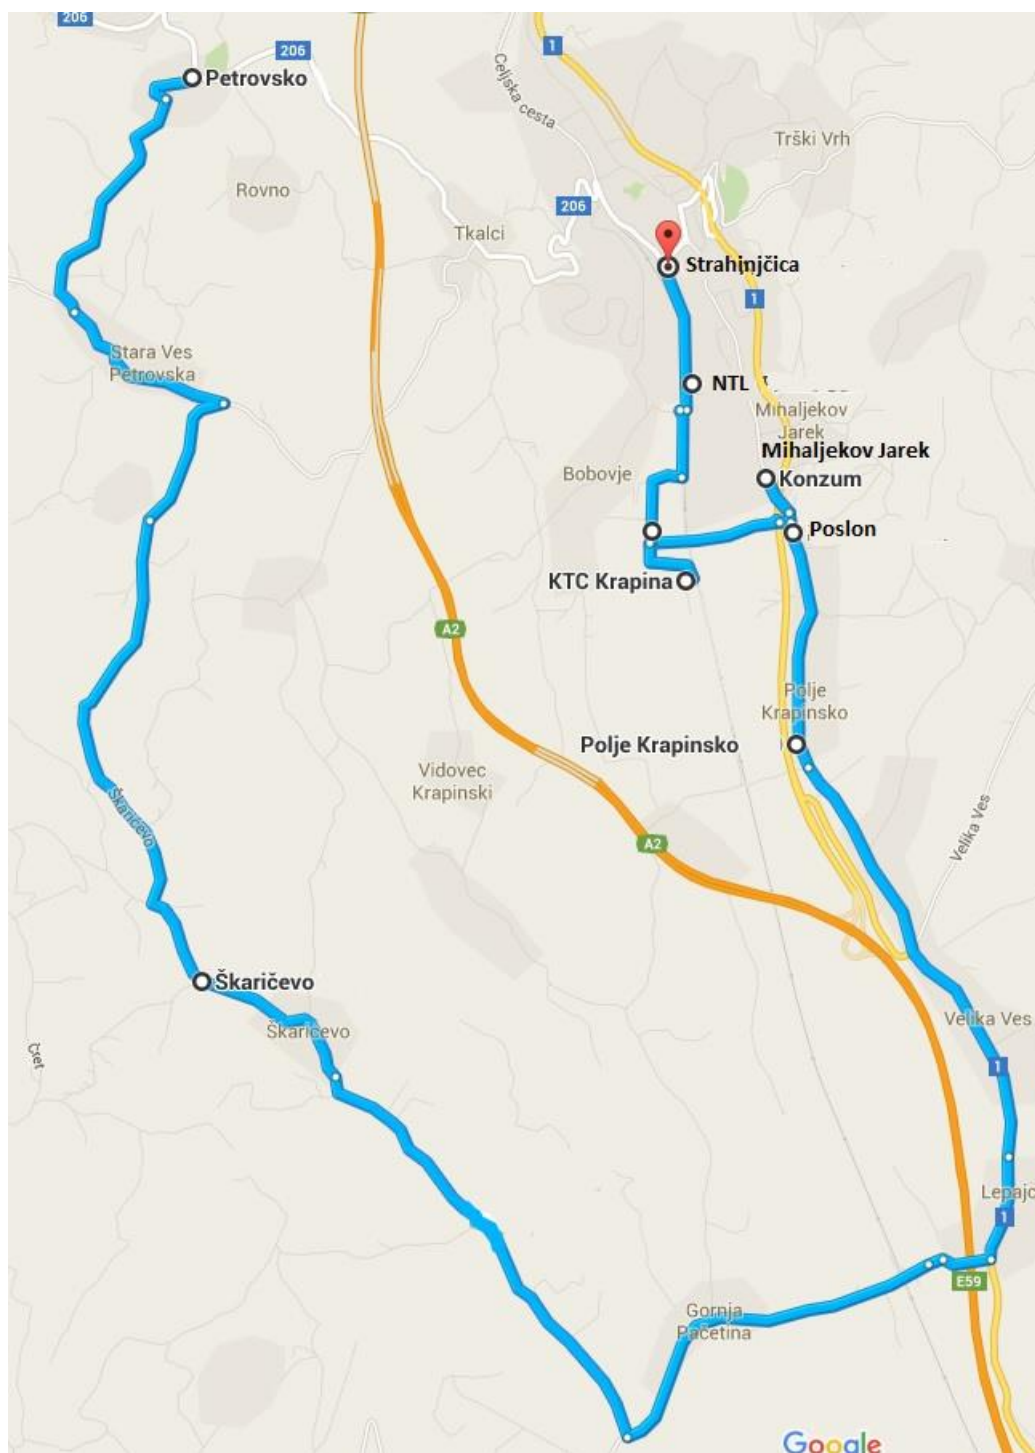 206
1
Petrovsko
206
Celjska cesta
Trški Vrh
Rovno
206
Tkalci
Strahinjčica
1
Stara Ves
Petrovska
NTL
Mihaljekov
Jarek
Mihaljekov Jarek
Bobovje
Konzum
Poslon
KTC Krapina
A2
Polje
Krapinsko
Polje Krapinsko
Vidovec
Krapinski
Škaričevo
Velika Ves
A2
Škaričevo
Velika Ves
Škaričevo
Čret
1
Lepajc
1
E59
Gornja
Pačetina
Google